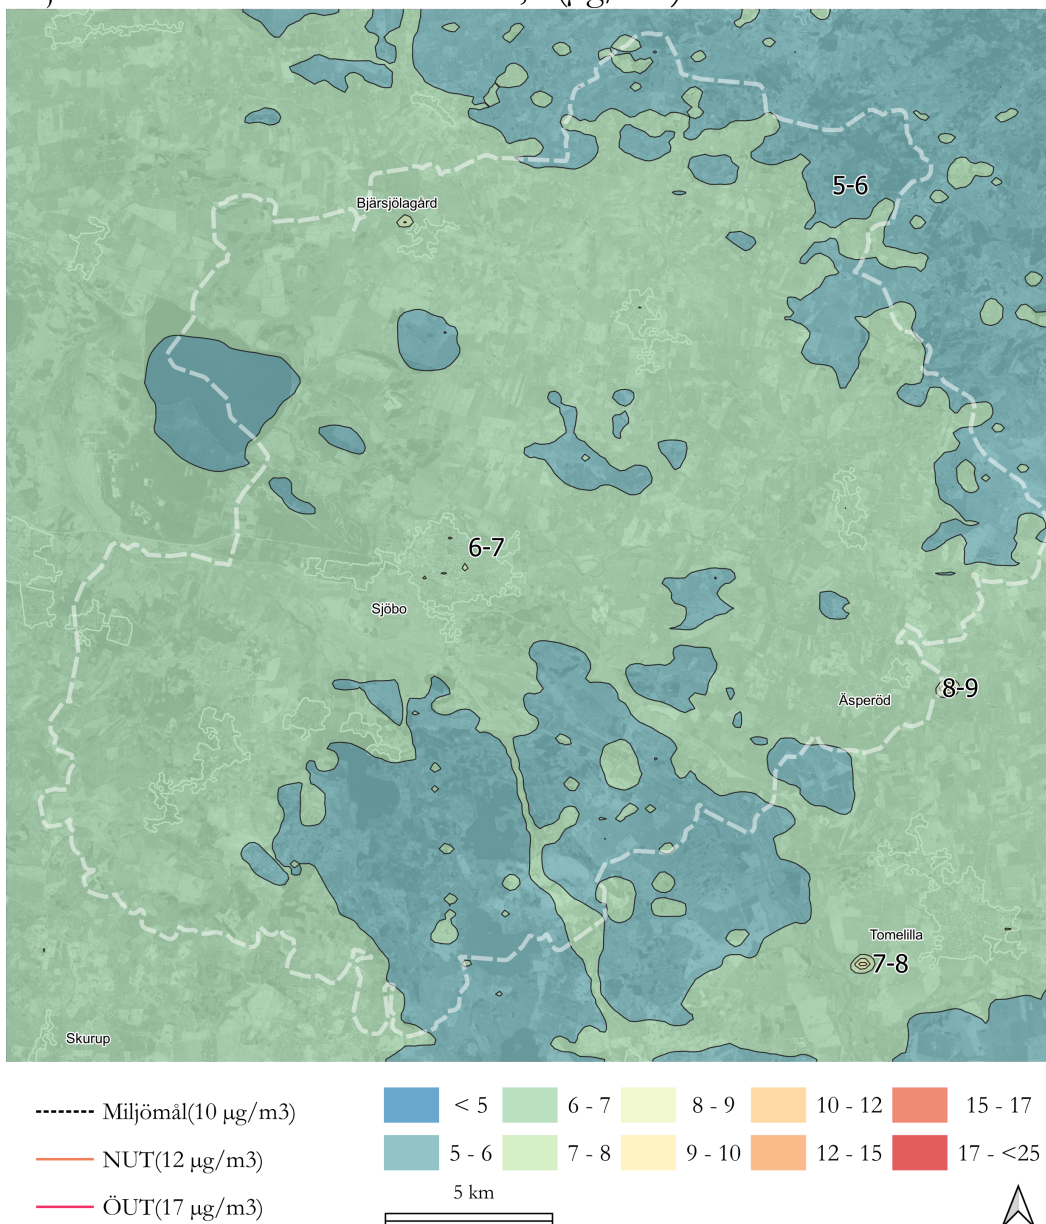 5-6
Bjärsjölagård
6-7
Sjöbo
8-9
Äsperöd
Tomelilla
7-8
Skurup
Miljömål(10 µg/m3)
NUT(12 µg/m3)
ÖUT(17 µg/m3)
< 5
6 - 7
8 - 9
10 - 12
15 - 17
5 - 6
7 - 8
9 - 10
12 - 15
17 - <25
5 km